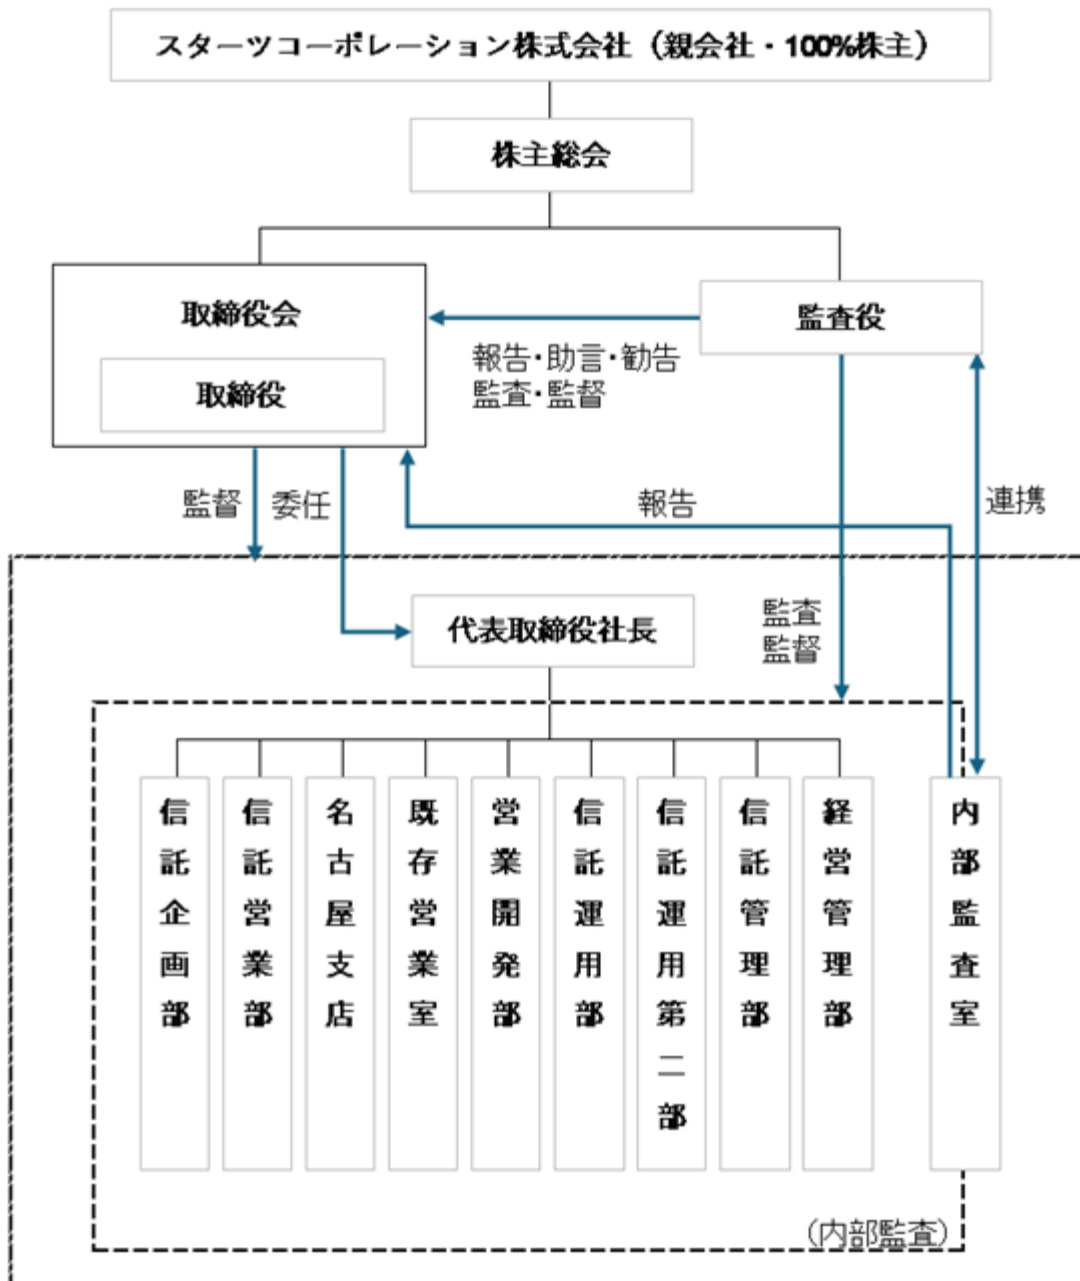 スターツコーポレーション株式会社（親会社・100%株主）
株主総会
取締役会
取締役
監査役
報告・助言・勧告
監査・監督
監督
委任
報告
連携
代表取締役社長
監査
監督
信託企画部
信託営業部
名古屋支店
既存営業室
営業開発部
信託運用部
信託運用第二部
信託管理部
経営管理部
内部監査室
（内部監査）